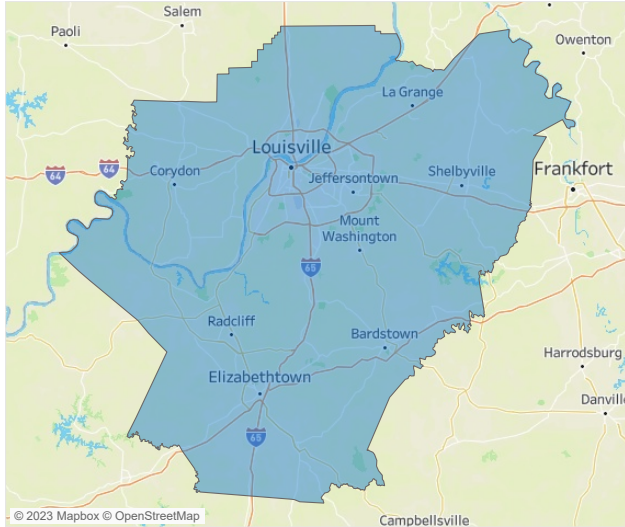 Salem
Paoli
Owenton
La Grange
Louisville
64
64
Corydon
Jeffersontown
Shelbyville
Frankfort
Mount
Washington
65
Radcliff
Bardstown
Harrodsburg
Elizabethtown
Danvill
65
Campbellsville
© 2023 Mapbox © OpenStreetMap